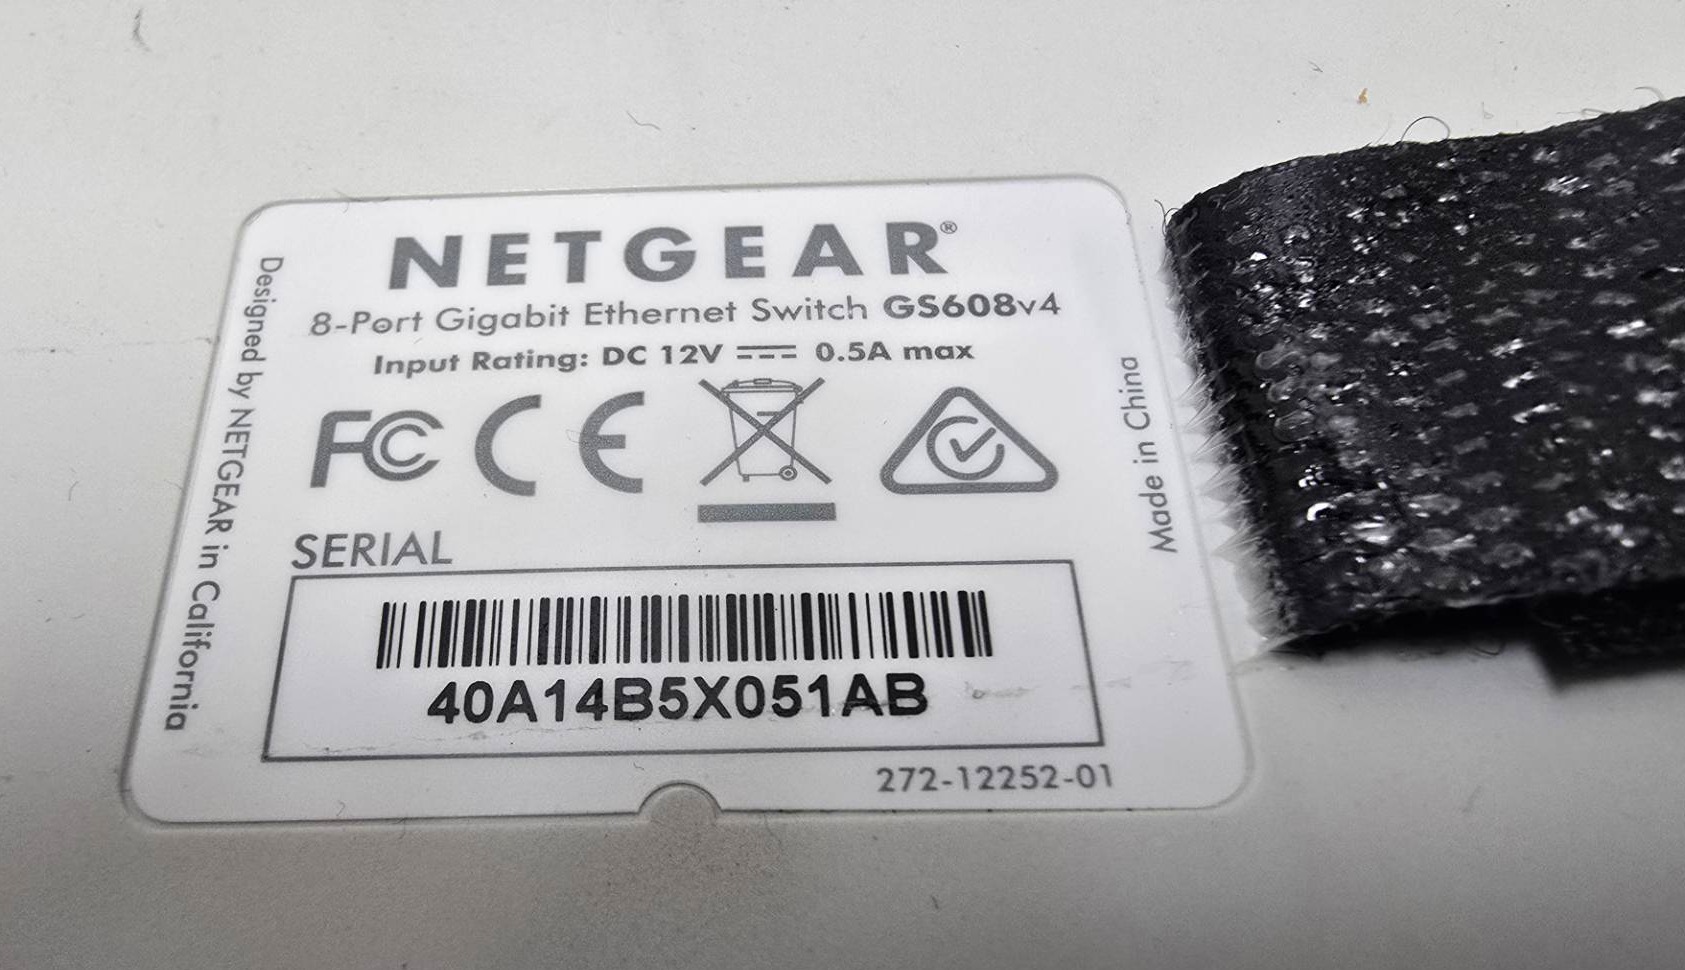 NETGEAR®
8-Port Gigabit Ethernet Switch GS608v4
Input Rating: DC 12V ⎓ 0.5A max
FC CE
SERIAL
40A14B5X051AB
272-12252-01
Designed by NETGEAR in California
Made in China